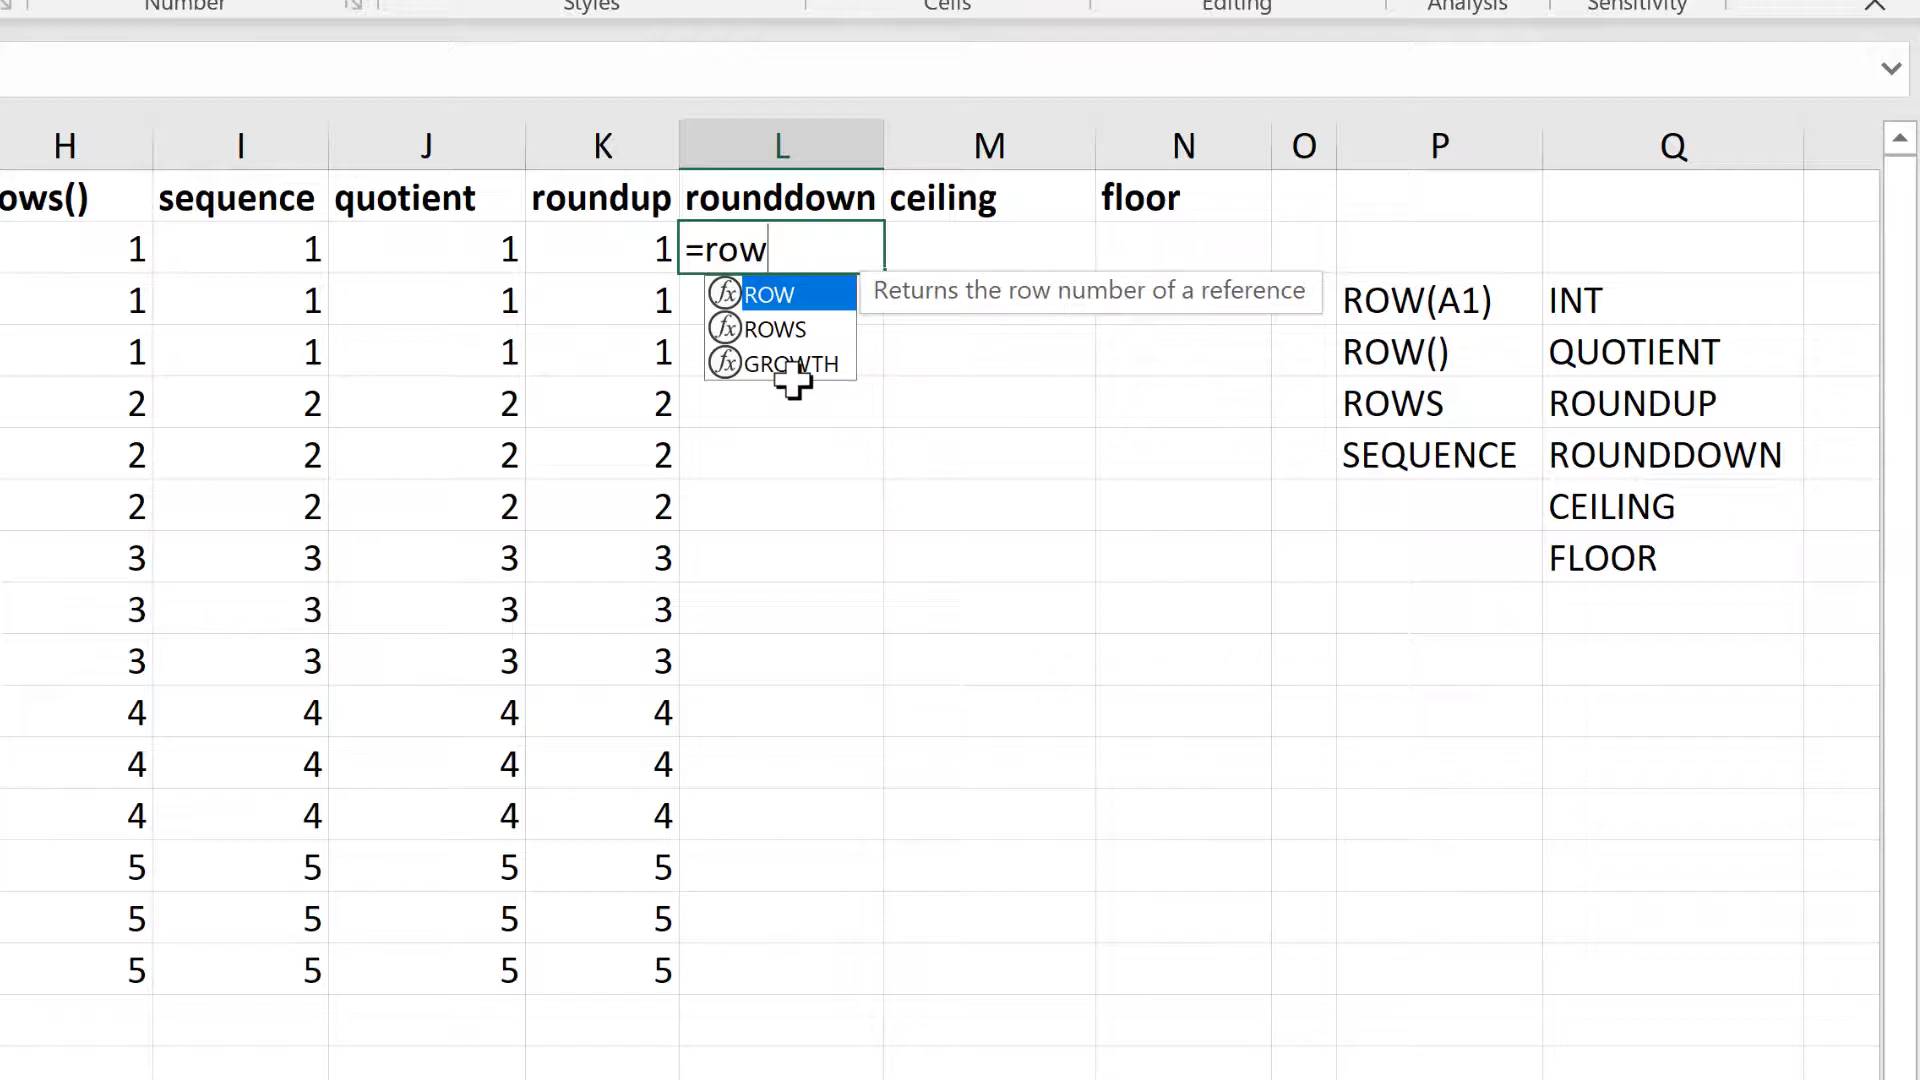 Number Styles Cells Editing Analysis Sensitivity
H I J K L M N O P Q
ows() sequence quotient roundup rounddown ceiling floor
1 1 1 1 =row
1 1 1 1 fx ROW Returns the row number of a reference ROW(A1) INT
fx ROWS
1 1 1 1 fx GROWTH ROW() QUOTIENT
2 2 2 2 ROWS ROUNDUP
2 2 2 2 SEQUENCE ROUNDDOWN
2 2 2 2 CEILING
3 3 3 3 FLOOR
3 3 3 3
3 3 3 3
4 4 4 4
4 4 4 4
4 4 4 4
5 5 5 5
5 5 5 5
5 5 5 5